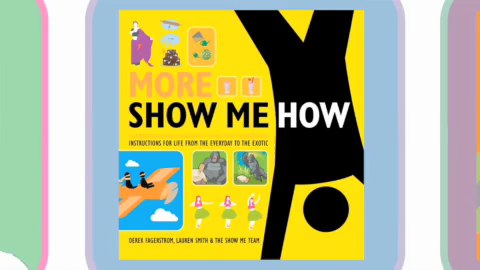 MORE
SHOW ME HOW
INSTRUCTIONS FOR LIFE FROM THE EVERYDAY TO THE EXOTIC
DEREK FAGERSTROM, LAUREN SMITH & THE SHOW ME TEAM